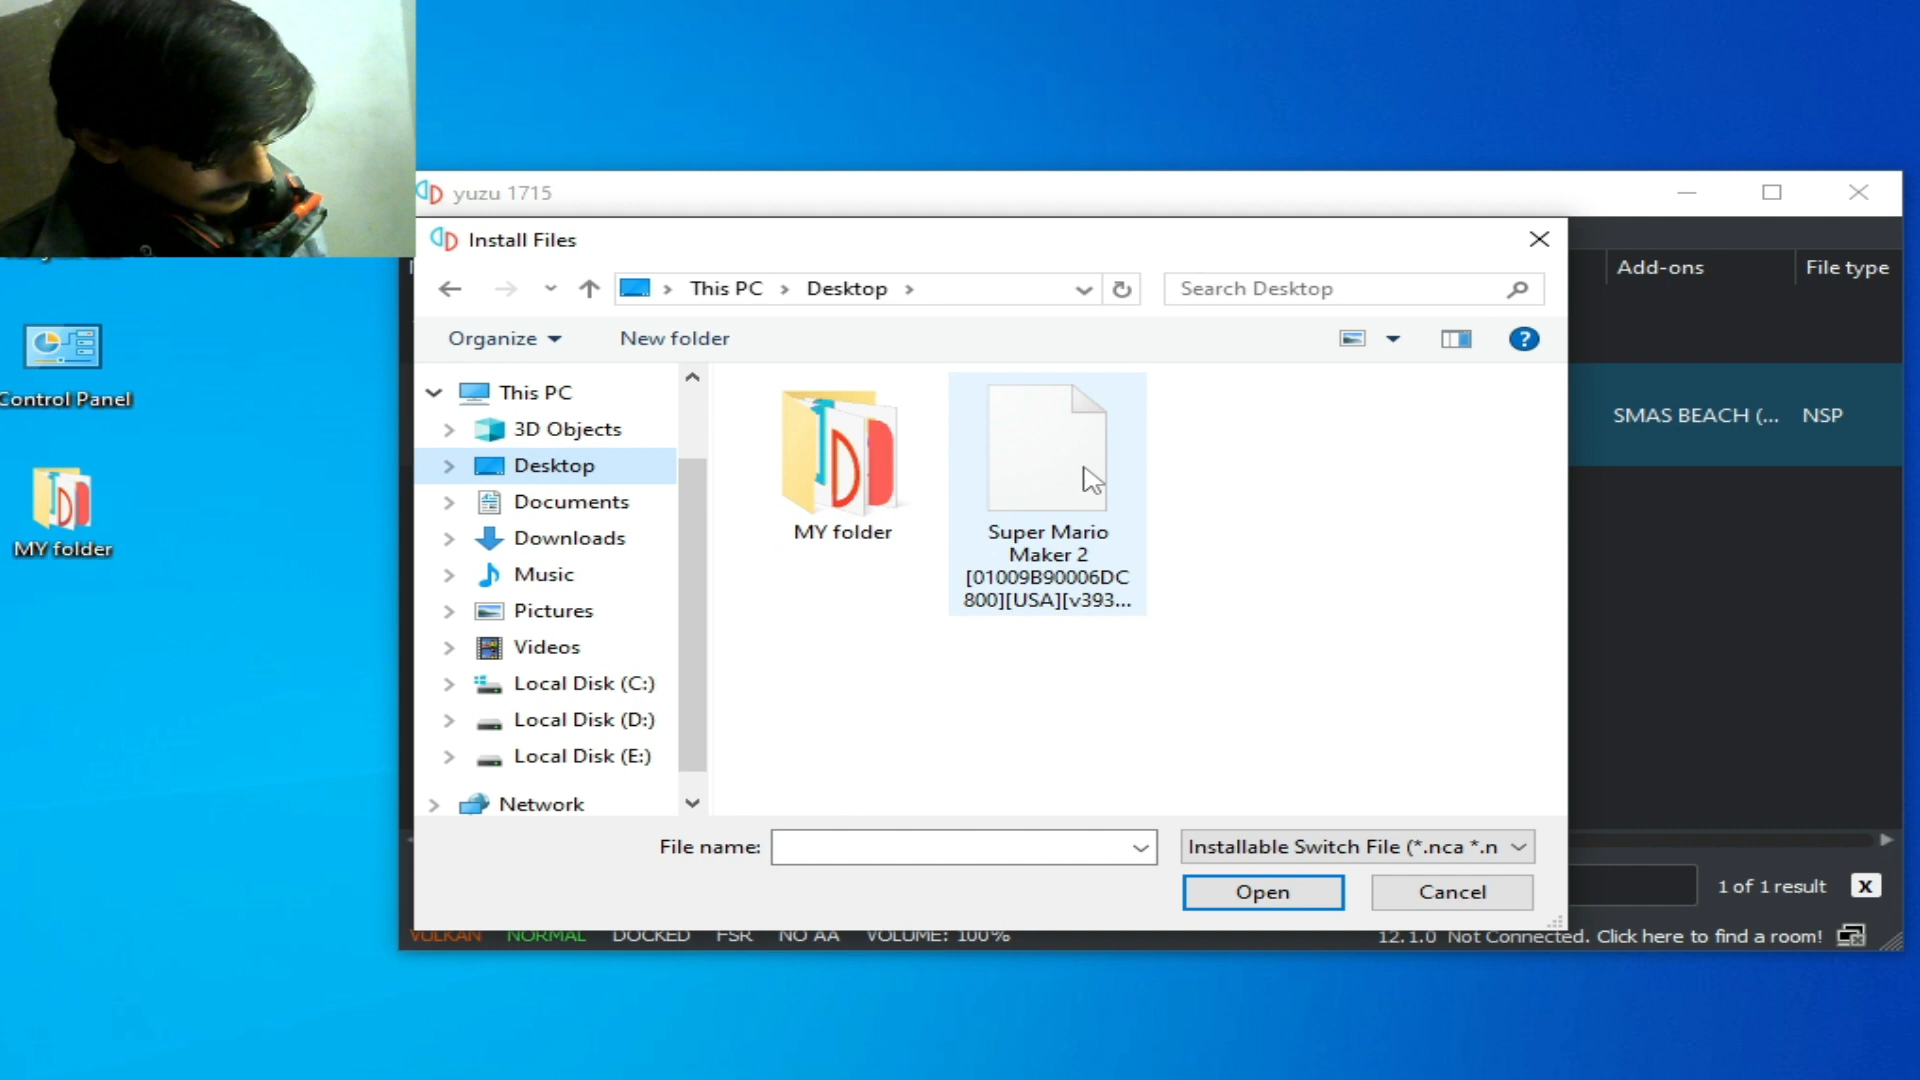 yuzu 1715
Install Files
This PC
Desktop
Search Desktop
Add-ons
File type
Organize
New folder
?
This PC
3D Objects
Desktop
Documents
Downloads
Music
Pictures
Videos
Local Disk (C:)
Local Disk (D:)
Local Disk (E:)
Network
MY folder
Super Mario
Maker 2
[01009B90006DC
800][USA][v393...
Control Panel
MY folder
SMAS BEACH (...
NSP
File name:
Installable Switch File (*.nca *.n
Open
Cancel
1 of 1 result
X
VULKAN
NORMAL
DOCKED
FSR
NO AA
VOLUME: 100%
12.1.0
Not Connected. Click here to find a room!